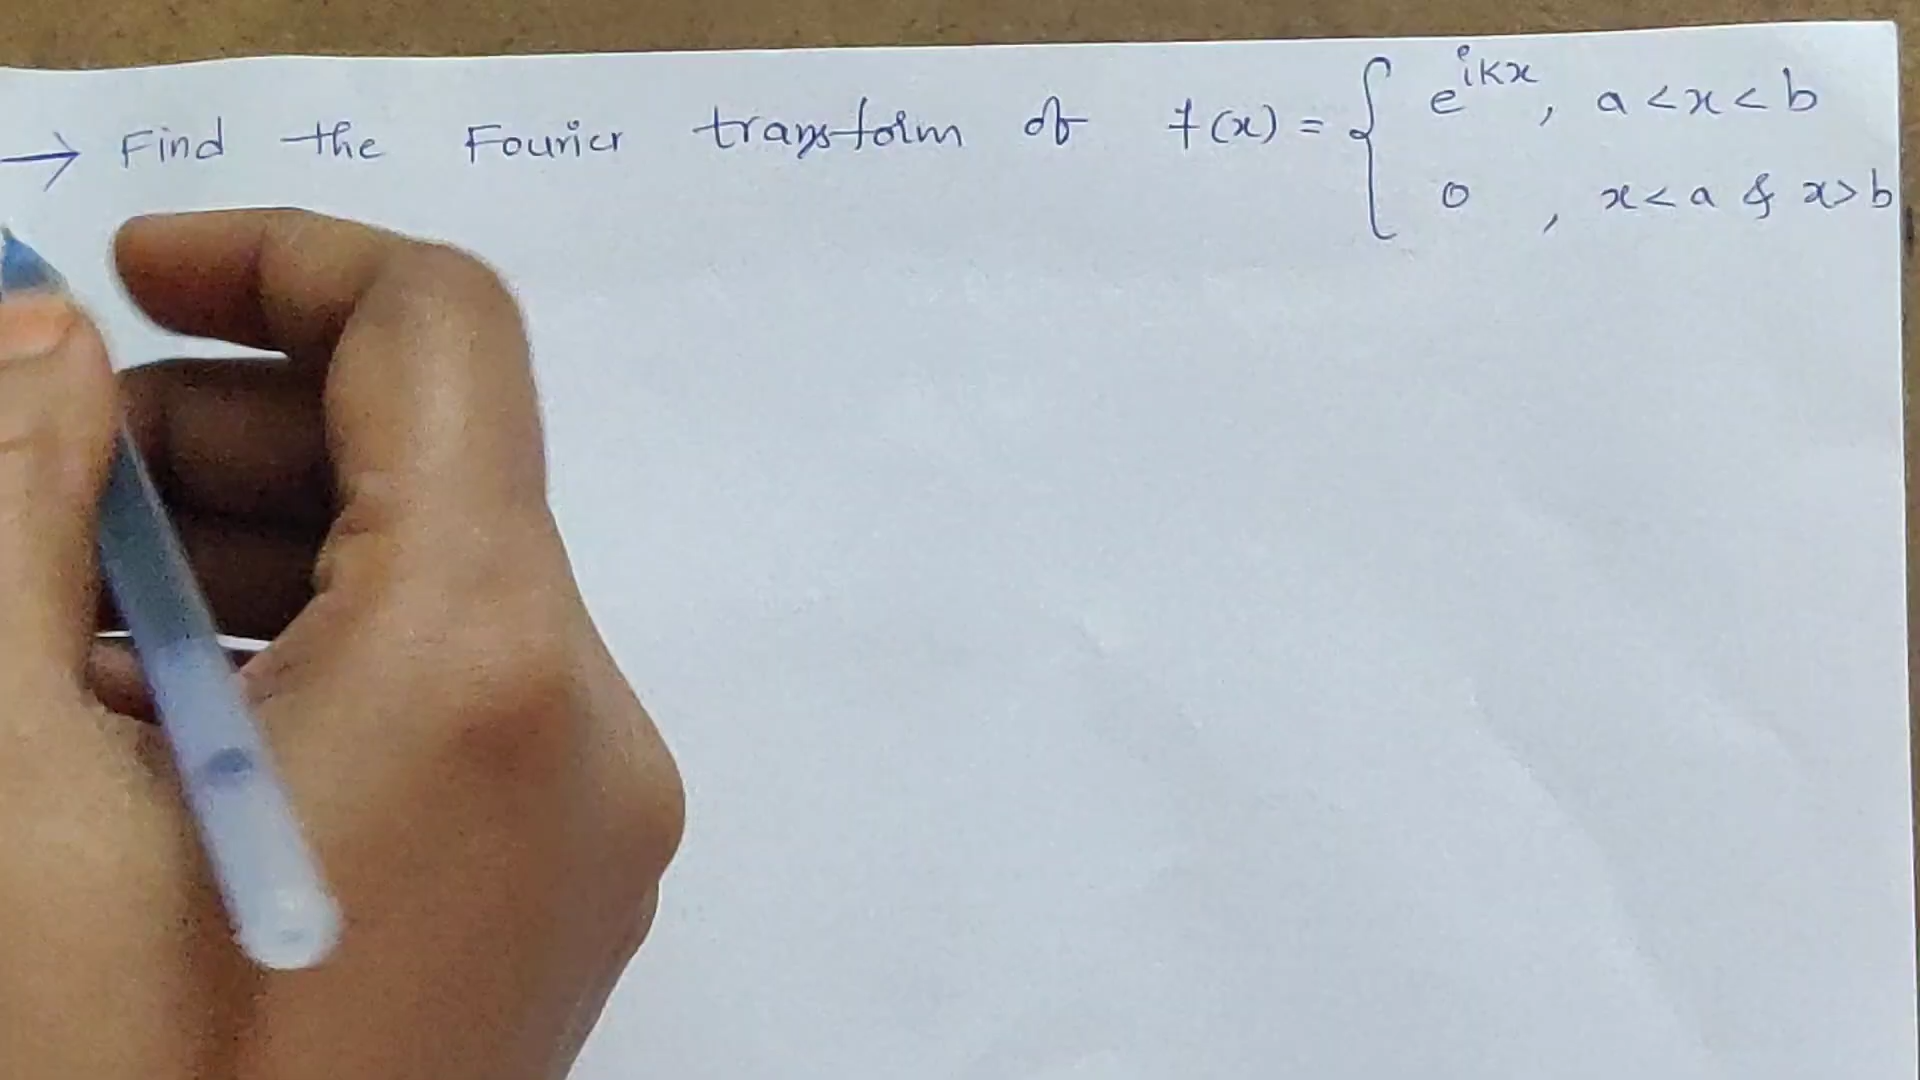 → Find the Fourier transform of f(x) = { e^{ikx}, a<x<b
0, x<a & x>b